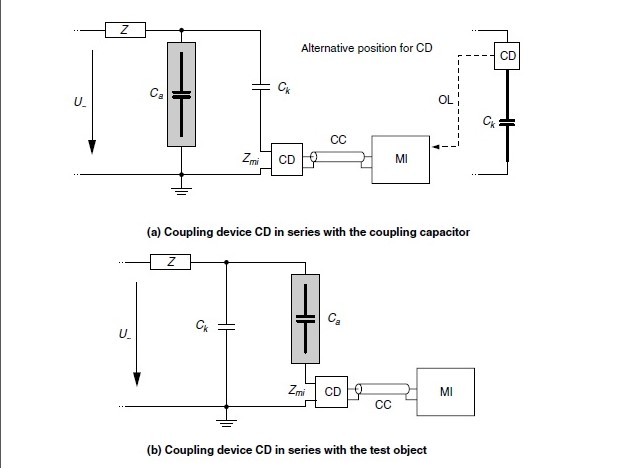 Z
Alternative position for CD
CD
U_
Ca
Ck
OL
Ck
CC
Zmi
CD
MI
(a) Coupling device CD in series with the coupling capacitor
Z
U_
Ck
Ca
Zmi
CD
CC
MI
(b) Coupling device CD in series with the test object